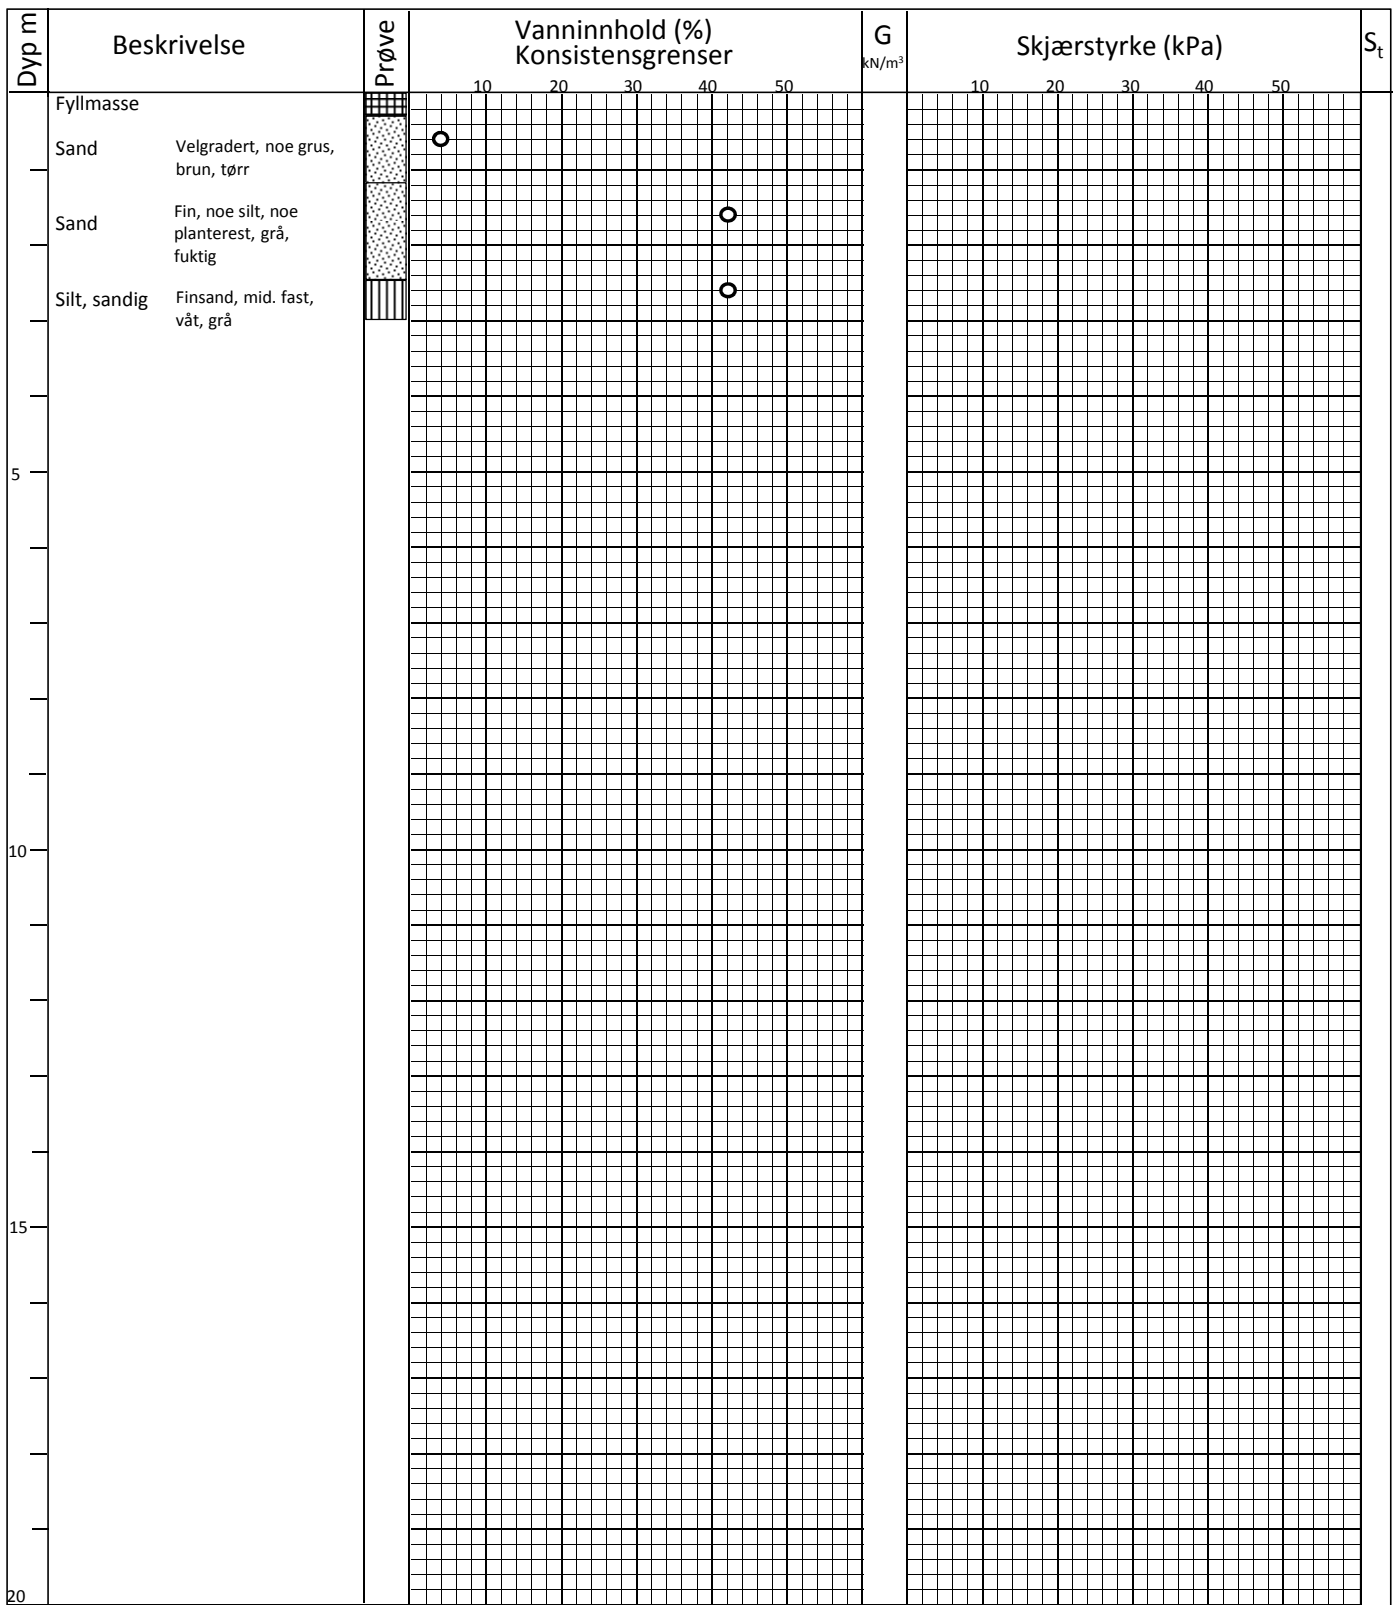 Dyp m
Beskrivelse
Prøve
Vanninnhold (%)
Konsistensgrenser
G
kN/m³
Skjærstyrke (kPa)
St
10 20 30 40 50
10 20 30 40 50
Fyllmasse
Sand
Velgradert, noe grus,
brun, tørr
Sand
Fin, noe silt, noe
planterest, grå,
fuktig
Silt, sandig
Finsand, mid. fast,
våt, grå
5
10
15
20